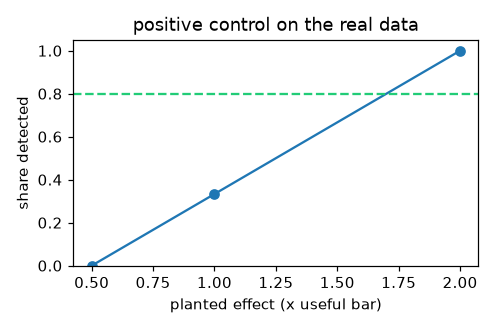 positive control on the real data
share detected
1.0
0.8
0.6
0.4
0.2
0.0
0.50 0.75 1.00 1.25 1.50 1.75 2.00
planted effect (x useful bar)